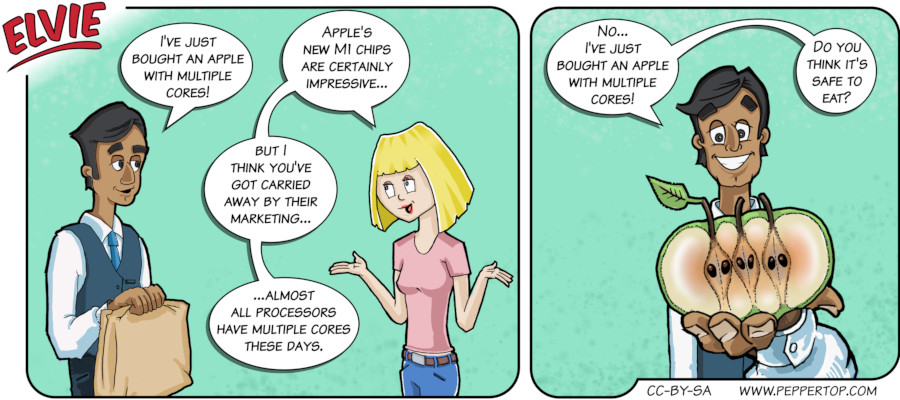 ELVIE
I'VE JUST
BOUGHT AN APPLE
WITH MULTIPLE
CORES!
APPLE'S
NEW M1 CHIPS
ARE CERTAINLY
IMPRESSIVE...
BUT I
THINK YOU'VE
GOT CARRIED
AWAY BY THEIR
MARKETING...
...ALMOST
ALL PROCESSORS
HAVE MULTIPLE CORES
THESE DAYS.
NO...
I'VE JUST
BOUGHT AN APPLE
WITH MULTIPLE
CORES!
DO YOU
THINK IT'S
SAFE TO
EAT?
CC-BY-SA WWW.PEPPERTOP.COM